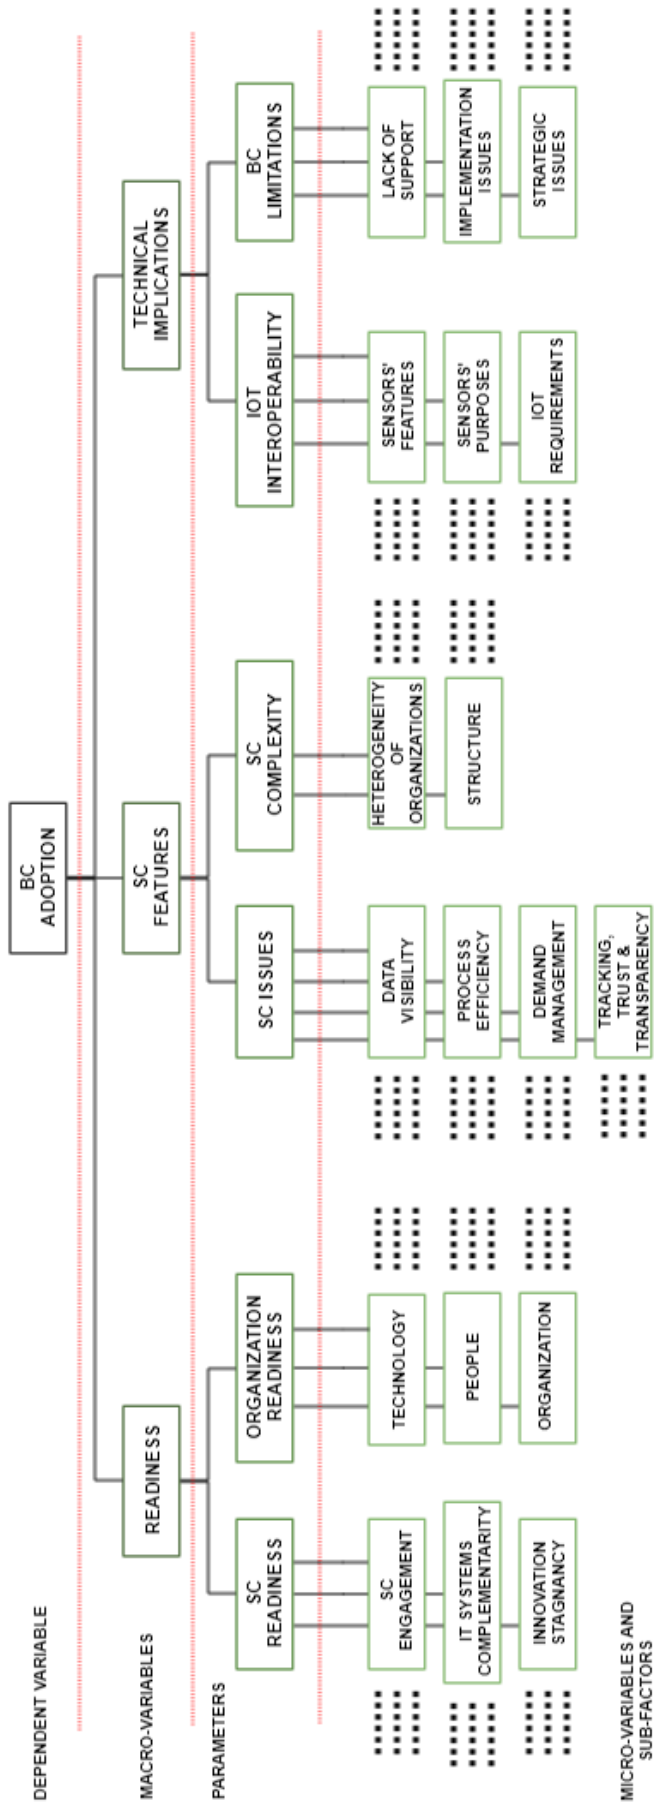 DEPENDENT VARIABLE
BC
ADOPTION
MACRO-VARIABLES
READINESS
SC
FEATURES
TECHNICAL
IMPLICATIONS
PARAMETERS
SC
READINESS
ORGANIZATION
READINESS
SC ISSUES
SC
COMPLEXITY
IOT
INTEROPERABILITY
BC
LIMITATIONS
SC
ENGAGEMENT
TECHNOLOGY
DATA
VISIBILITY
HETEROGENEITY
OF
ORGANIZATIONS
SENSORS'
FEATURES
LACK OF
SUPPORT
IT SYSTEMS
COMPLEMENTARITY
PEOPLE
PROCESS
EFFICIENCY
STRUCTURE
SENSORS'
PURPOSES
IMPLEMENTATION
ISSUES
INNOVATION
STAGNANCY
ORGANIZATION
DEMAND
MANAGEMENT
IOT
REQUIREMENTS
STRATEGIC
ISSUES
MICRO-VARIABLES AND
SUB-FACTORS
TRACKING,
TRUST &
TRANSPARENCY